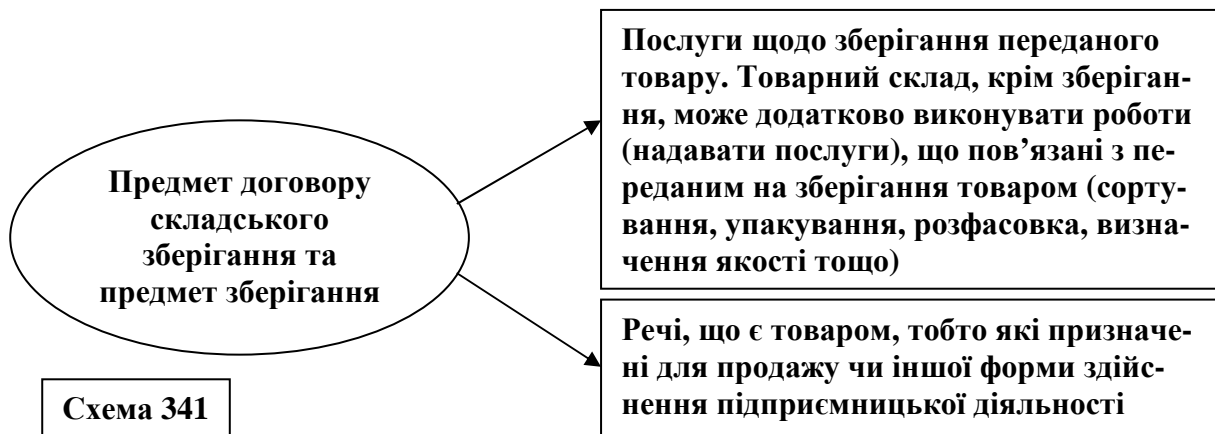 Предмет договору
складського
зберігання та
предмет зберігання
Послуги щодо зберігання переданого
товару. Товарний склад, крім зберіган-
ня, може додатково виконувати роботи
(надавати послуги), що пов’язані з пе-
реданим на зберігання товаром (сорту-
вання, упакування, розфасовка, визна-
чення якості тощо)
Речі, що є товаром, тобто які призначе-
ні для продажу чи іншої форми здійс-
нення підприємницької діяльності
Схема 341